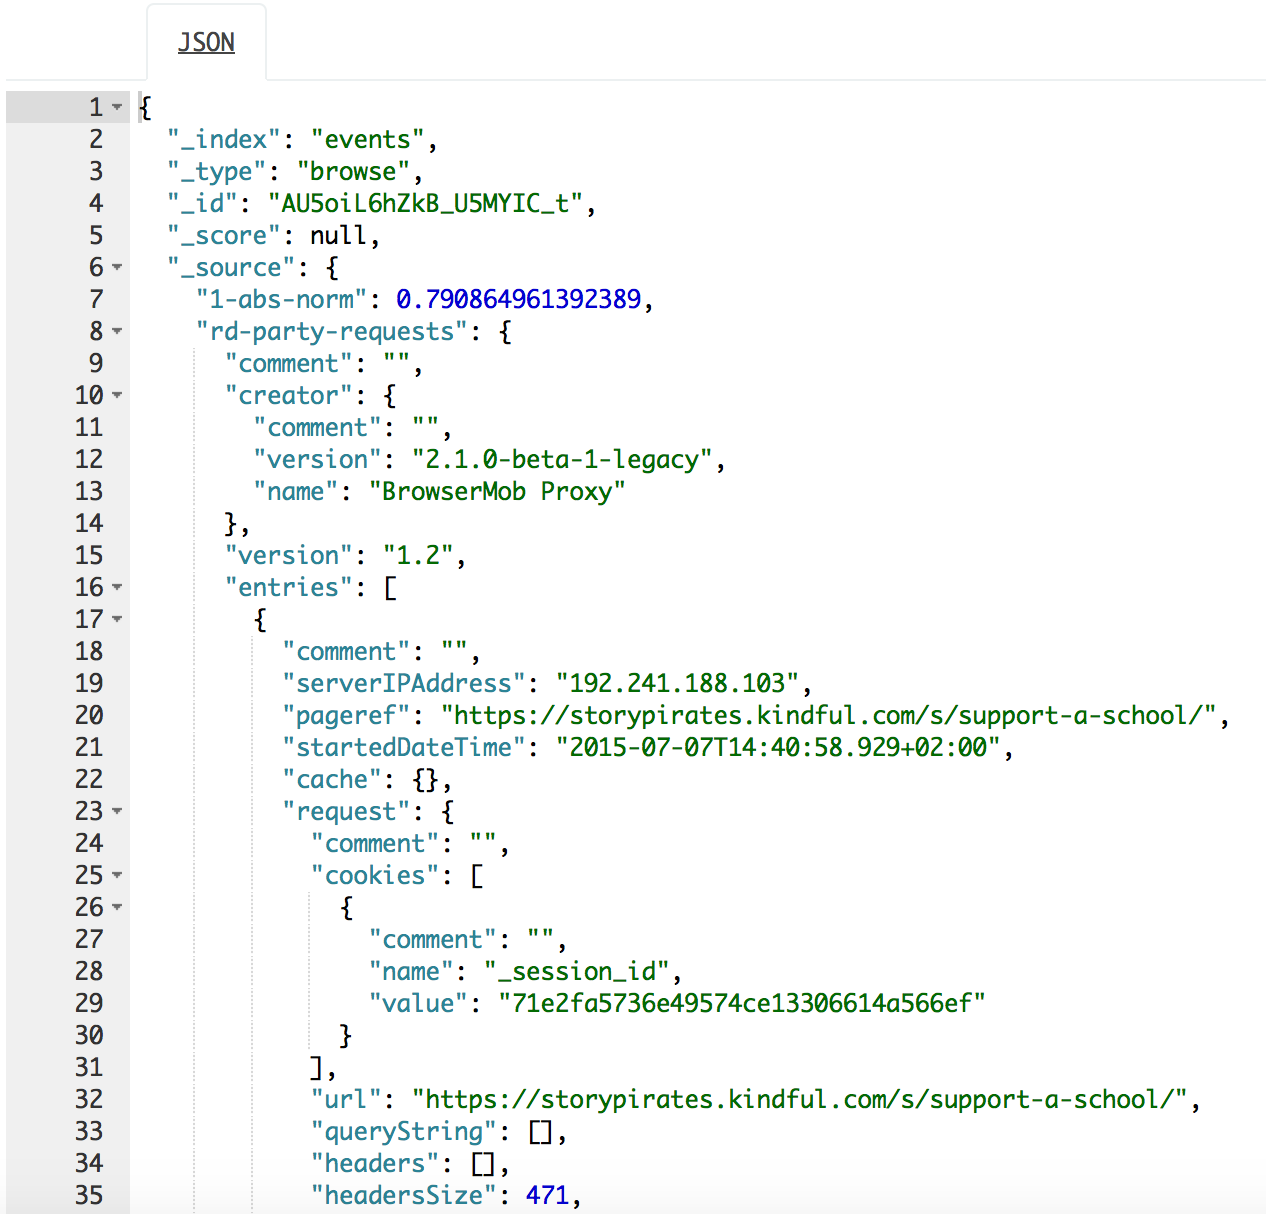 JSON
1 {
2 "_index": "events",
3 "_type": "browse",
4 "_id": "AU5oiL6hZkB_U5MYIC_t",
5 "_score": null,
6 "_source": {
7 "1-abs-norm": 0.790864961392389,
8 "rd-party-requests": {
9 "comment": "",
10 "creator": {
11 "comment": "",
12 "version": "2.1.0-beta-1-legacy",
13 "name": "BrowserMob Proxy"
14 },
15 "version": "1.2",
16 "entries": [
17 {
18 "comment": "",
19 "serverIPAddress": "192.241.188.103",
20 "pageref": "https://storypirates.kindful.com/s/support-a-school/",
21 "startedDateTime": "2015-07-07T14:40:58.929+02:00",
22 "cache": {},
23 "request": {
24 "comment": "",
25 "cookies": [
26 {
27 "comment": "",
28 "name": "_session_id",
29 "value": "71e2fa5736e49574ce13306614a566ef"
30 }
31 ],
32 "url": "https://storypirates.kindful.com/s/support-a-school/",
33 "queryString": [],
34 "headers": [],
35 "headersSize": 471,